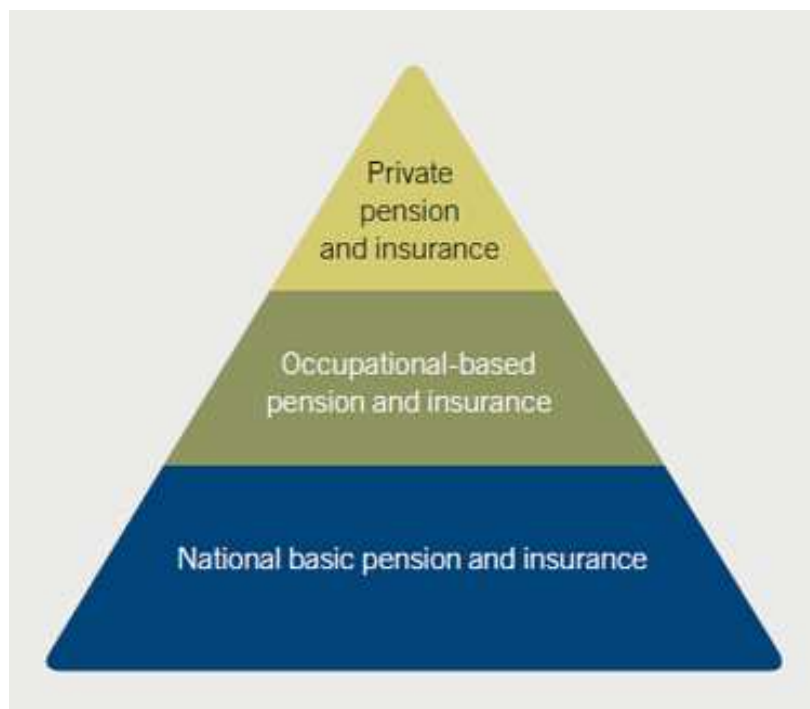 Private
pension
and insurance
Occupational-based
pension and insurance
National basic pension and insurance